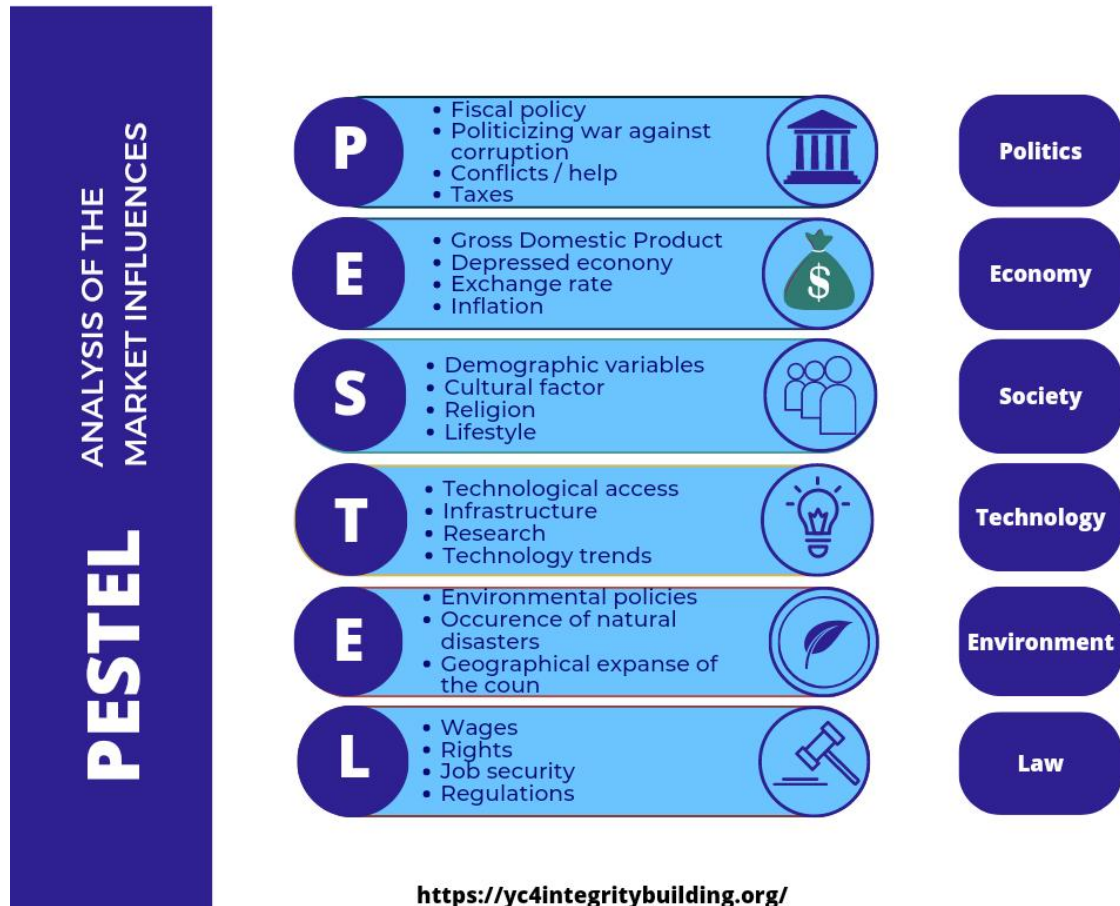 ANALYSIS OF THE
MARKET INFLUENCES
PESTEL
P
• Fiscal policy
• Politicizing war against
corruption
• Conflicts / help
• Taxes
Politics
E
• Gross Domestic Product
• Depressed econony
• Exchange rate
• Inflation
$
Economy
S
• Demographic variables
• Cultural factor
• Religion
• Lifestyle
Society
T
• Technological access
• Infrastructure
• Research
• Technology trends
Technology
E
• Environmental policies
• Occurence of natural
disasters
• Geographical expanse of
the coun
Environment
L
• Wages
• Rights
• Job security
• Regulations
Law
https://yc4integritybuilding.org/